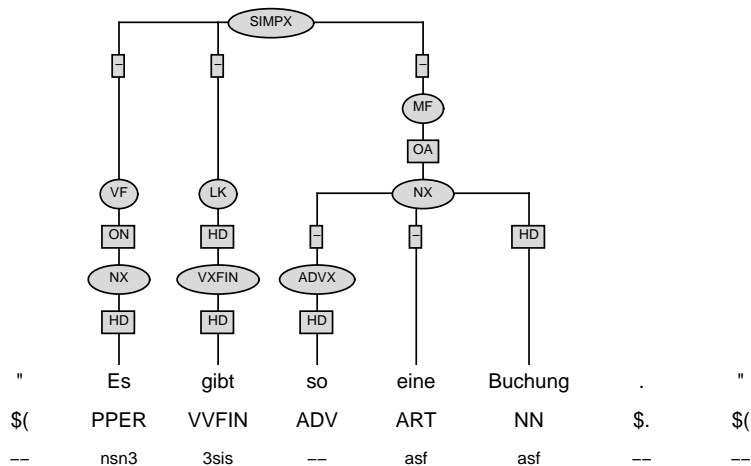 SIMPX
– – –
MF
OA
VF LK NX
ON HD – – HD
NX VXFIN ADVX
HD HD HD
" Es gibt so eine Buchung . "
$( PPER VVFIN ADV ART NN $. $(
−− nsn3 3sis −− asf asf −− −−